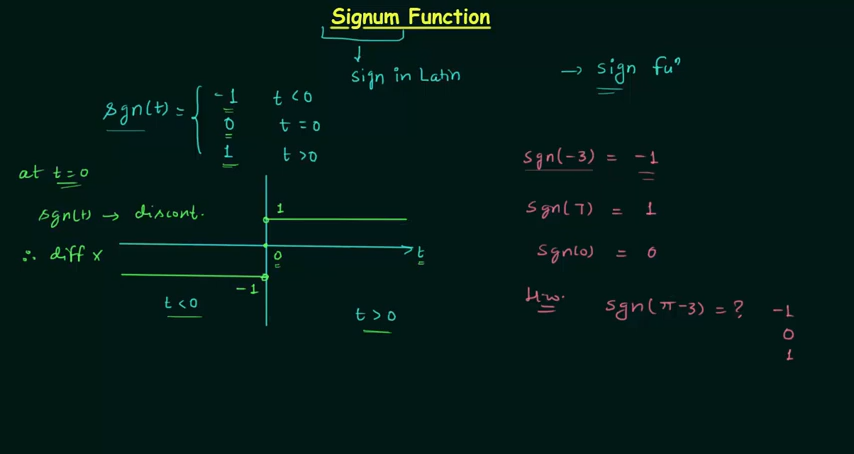 Signum Function
sign in Latin
→ sign fuⁿ
sgn(t) = { -1 t < 0
0 t = 0
1 t > 0
at t = 0
sgn(t) → discont.
∴ diff x
1
0
t
-1
t < 0
t > 0
sgn(-3) = -1
sgn(7) = 1
sgn(0) = 0
H.w. sgn(π-3) = ? -1
0
1